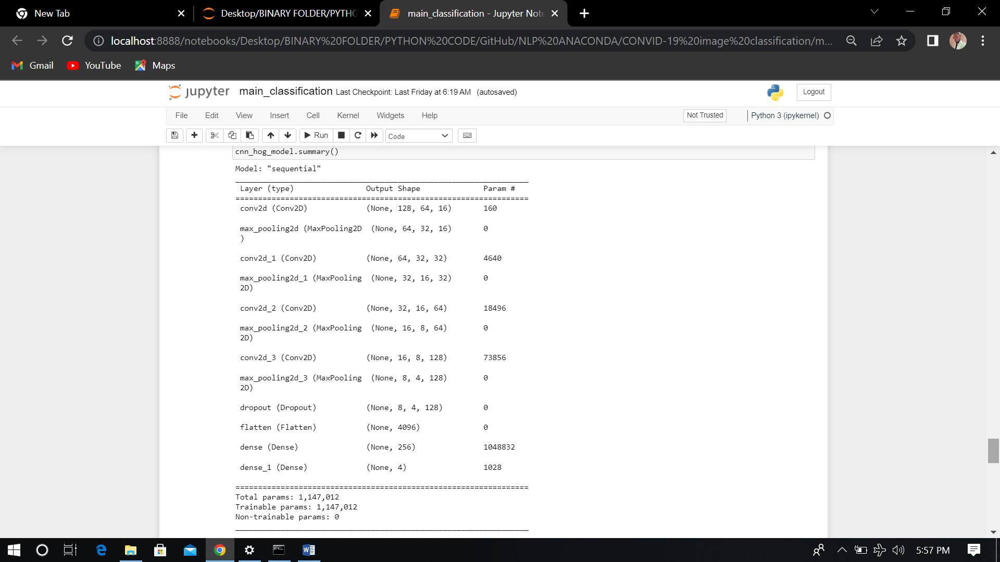 New Tab
Desktop/BINARY FOLDER/PYTHO
main_classification - Jupyter Note
localhost:8888/notebooks/Desktop/BINARY%20FOLDER/PYTHON%20CODE/GitHub/NLP%20ANACONDA/CONVID-19%20image%20classification/m...
Gmail YouTube Maps
jupyter main_classification Last Checkpoint: Last Friday at 6:19 AM (autosaved)
Logout
File Edit View Insert Cell Kernel Widgets Help
Not Trusted Python 3 (ipykernel)
Run Code
cnn_hog_model.summary()
Model: "sequential"
Layer (type) Output Shape Param #
=================================================================
conv2d (Conv2D) (None, 128, 64, 16) 160
max_pooling2d (MaxPooling2D (None, 64, 32, 16) 0
)
conv2d_1 (Conv2D) (None, 64, 32, 32) 4640
max_pooling2d_1 (MaxPooling (None, 32, 16, 32) 0
2D)
conv2d_2 (Conv2D) (None, 32, 16, 64) 18496
max_pooling2d_2 (MaxPooling (None, 16, 8, 64) 0
2D)
conv2d_3 (Conv2D) (None, 16, 8, 128) 73856
max_pooling2d_3 (MaxPooling (None, 8, 4, 128) 0
2D)
dropout (Dropout) (None, 8, 4, 128) 0
flatten (Flatten) (None, 4096) 0
dense (Dense) (None, 256) 1048832
dense_1 (Dense) (None, 4) 1028
=================================================================
Total params: 1,147,012
Trainable params: 1,147,012
Non-trainable params: 0
5:57 PM